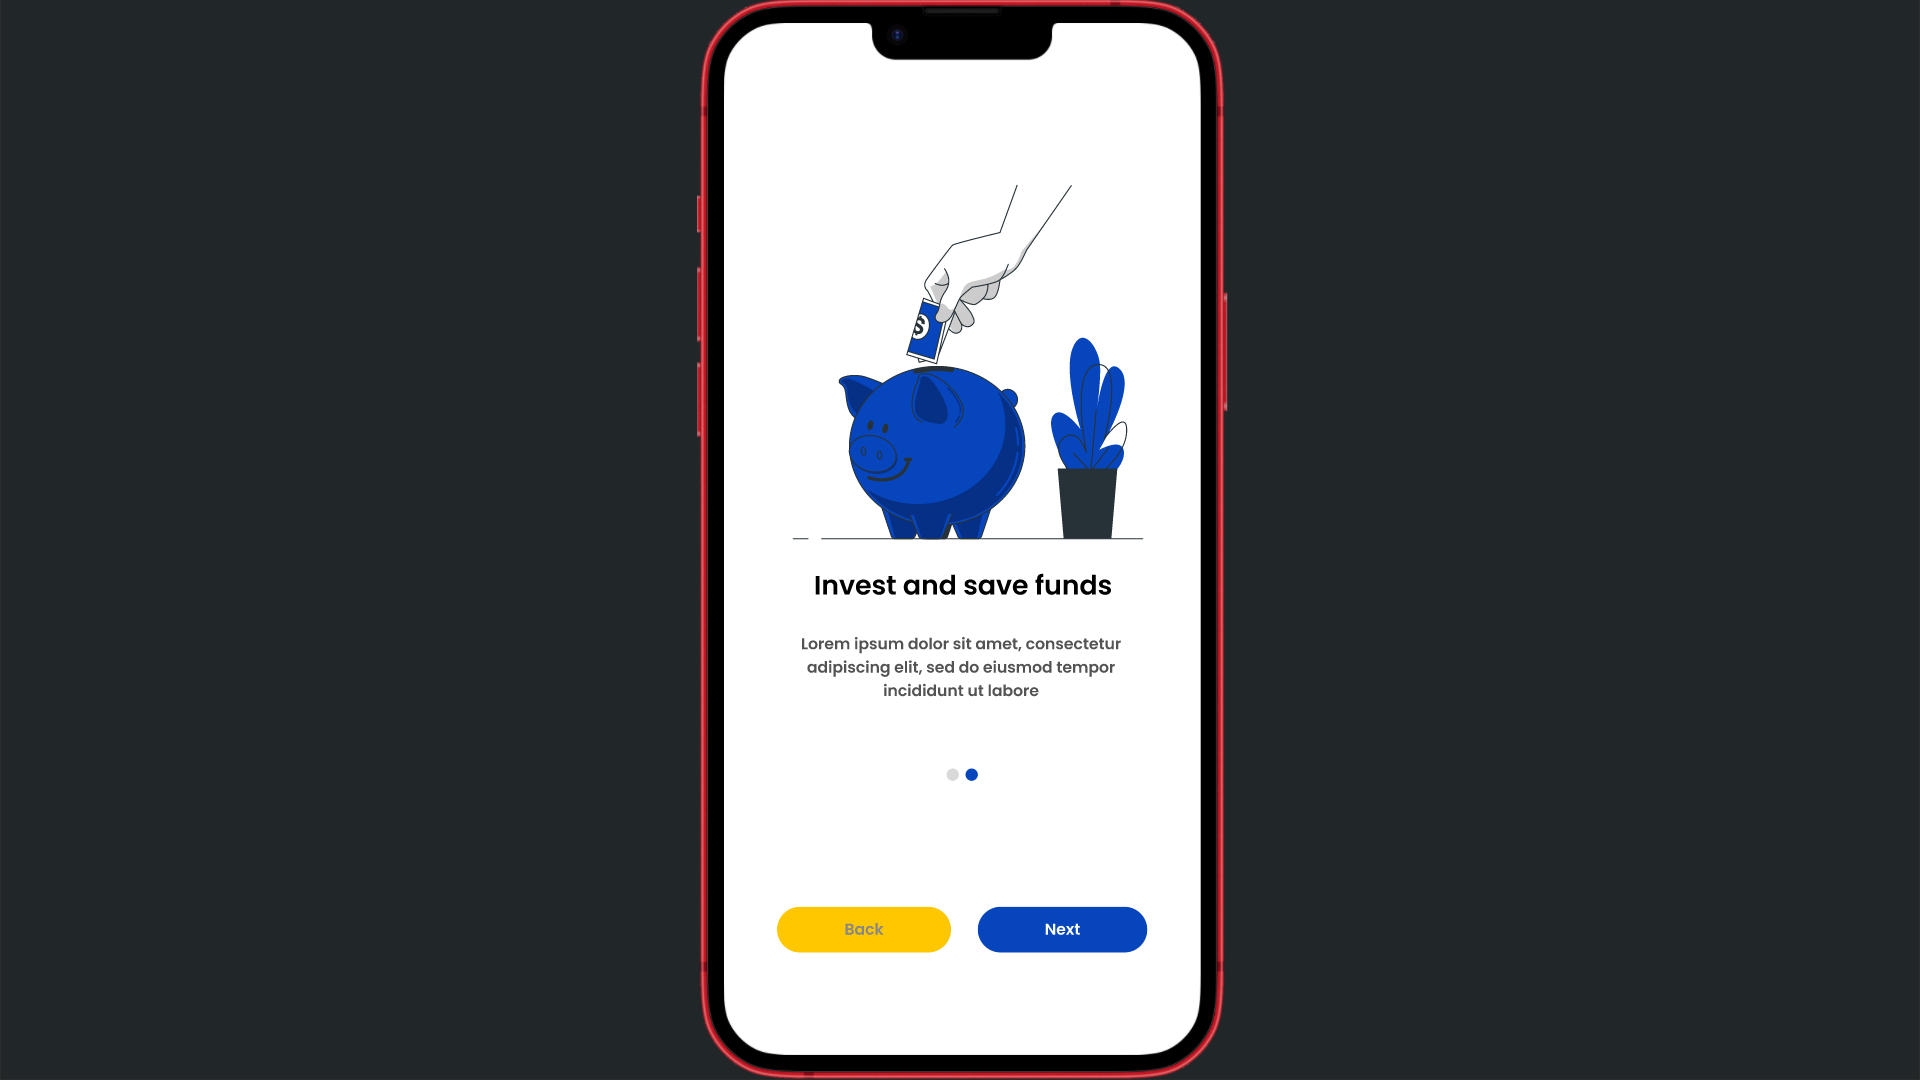 $
Invest and save funds
Lorem ipsum dolor sit amet, consectetur
adipiscing elit, sed do eiusmod tempor
incididunt ut labore
Back
Next